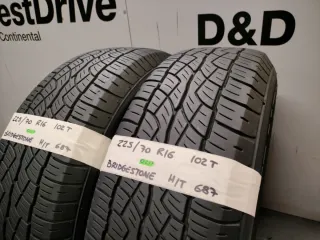 estDrive
Continental
D&D
225/70 R16 102T
BRIDGESTONE H/T 687
225/70 R16 102T
BRIDGESTONE H/T 687